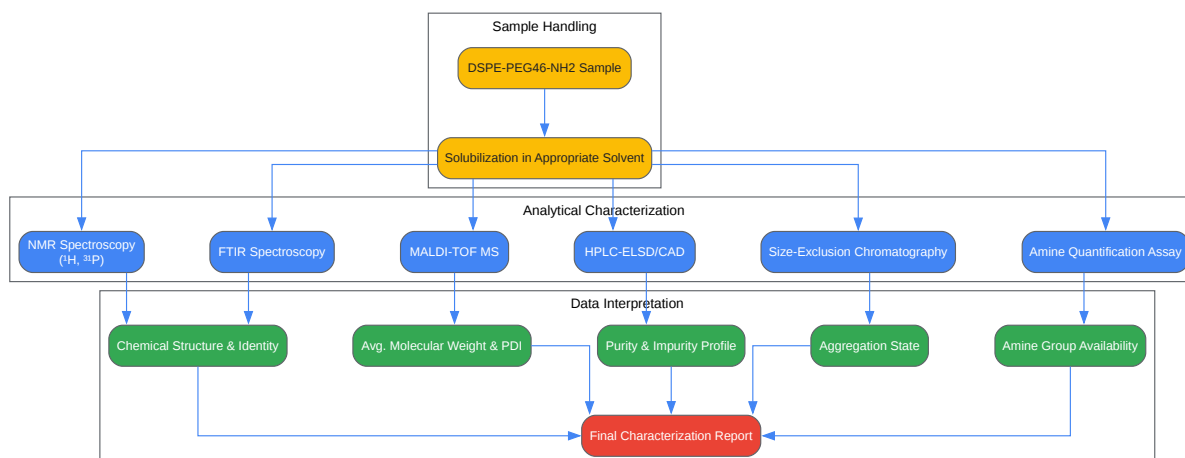 Sample Handling
DSPE-PEG46-NH2 Sample
Solubilization in Appropriate Solvent
Analytical Characterization
NMR Spectroscopy
(¹H, ³¹P)
FTIR Spectroscopy
MALDI-TOF MS
HPLC-ELSD/CAD
Size-Exclusion Chromatography
Amine Quantification Assay
Data Interpretation
Chemical Structure & Identity
Avg. Molecular Weight & PDI
Purity & Impurity Profile
Aggregation State
Amine Group Availability
Final Characterization Report